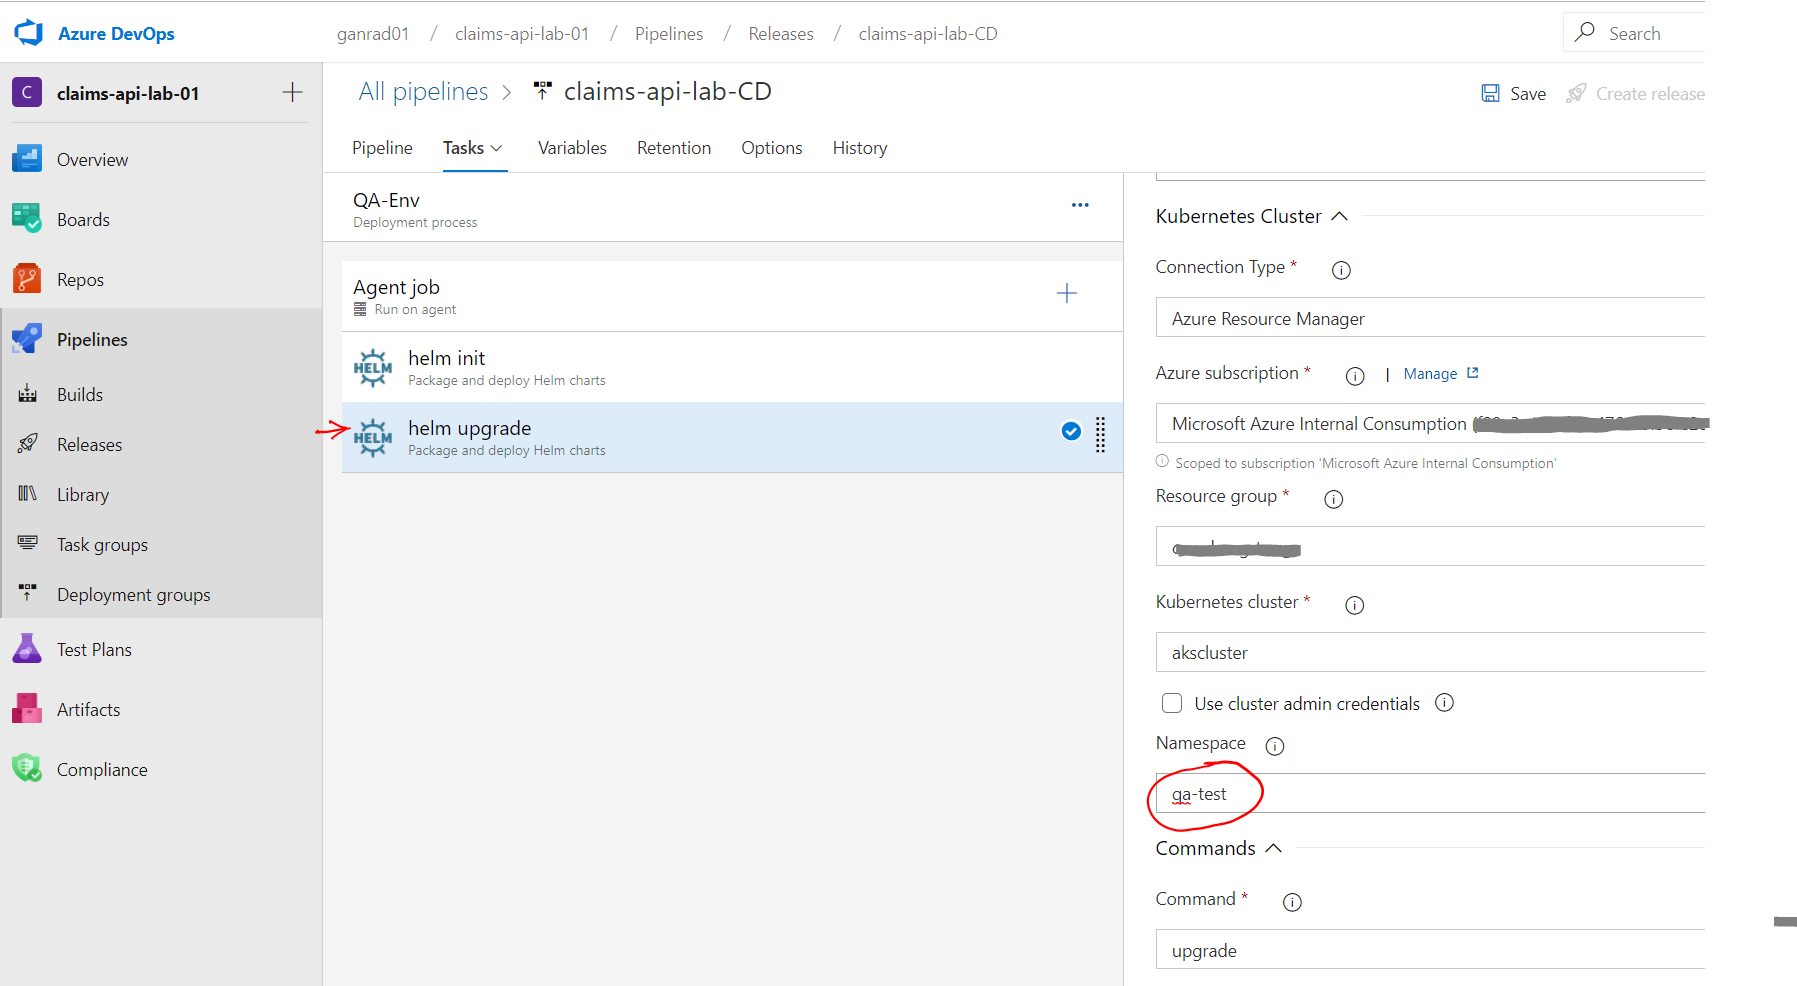 Azure DevOps
ganrad01 / claims-api-lab-01 / Pipelines / Releases / claims-api-lab-CD
Search
C claims-api-lab-01
Overview
Boards
Repos
Pipelines
Builds
Releases
Library
Task groups
Deployment groups
Test Plans
Artifacts
Compliance
All pipelines > claims-api-lab-CD
Save Create release
Pipeline Tasks Variables Retention Options History
QA-Env
Deployment process
Agent job
Run on agent
HELM helm init
Package and deploy Helm charts
HELM helm upgrade
Package and deploy Helm charts
Kubernetes Cluster
Connection Type *
Azure Resource Manager
Azure subscription * | Manage
Microsoft Azure Internal Consumption
Scoped to subscription 'Microsoft Azure Internal Consumption'
Resource group *
Kubernetes cluster *
akscluster
Use cluster admin credentials
Namespace
qa-test
Commands
Command *
upgrade